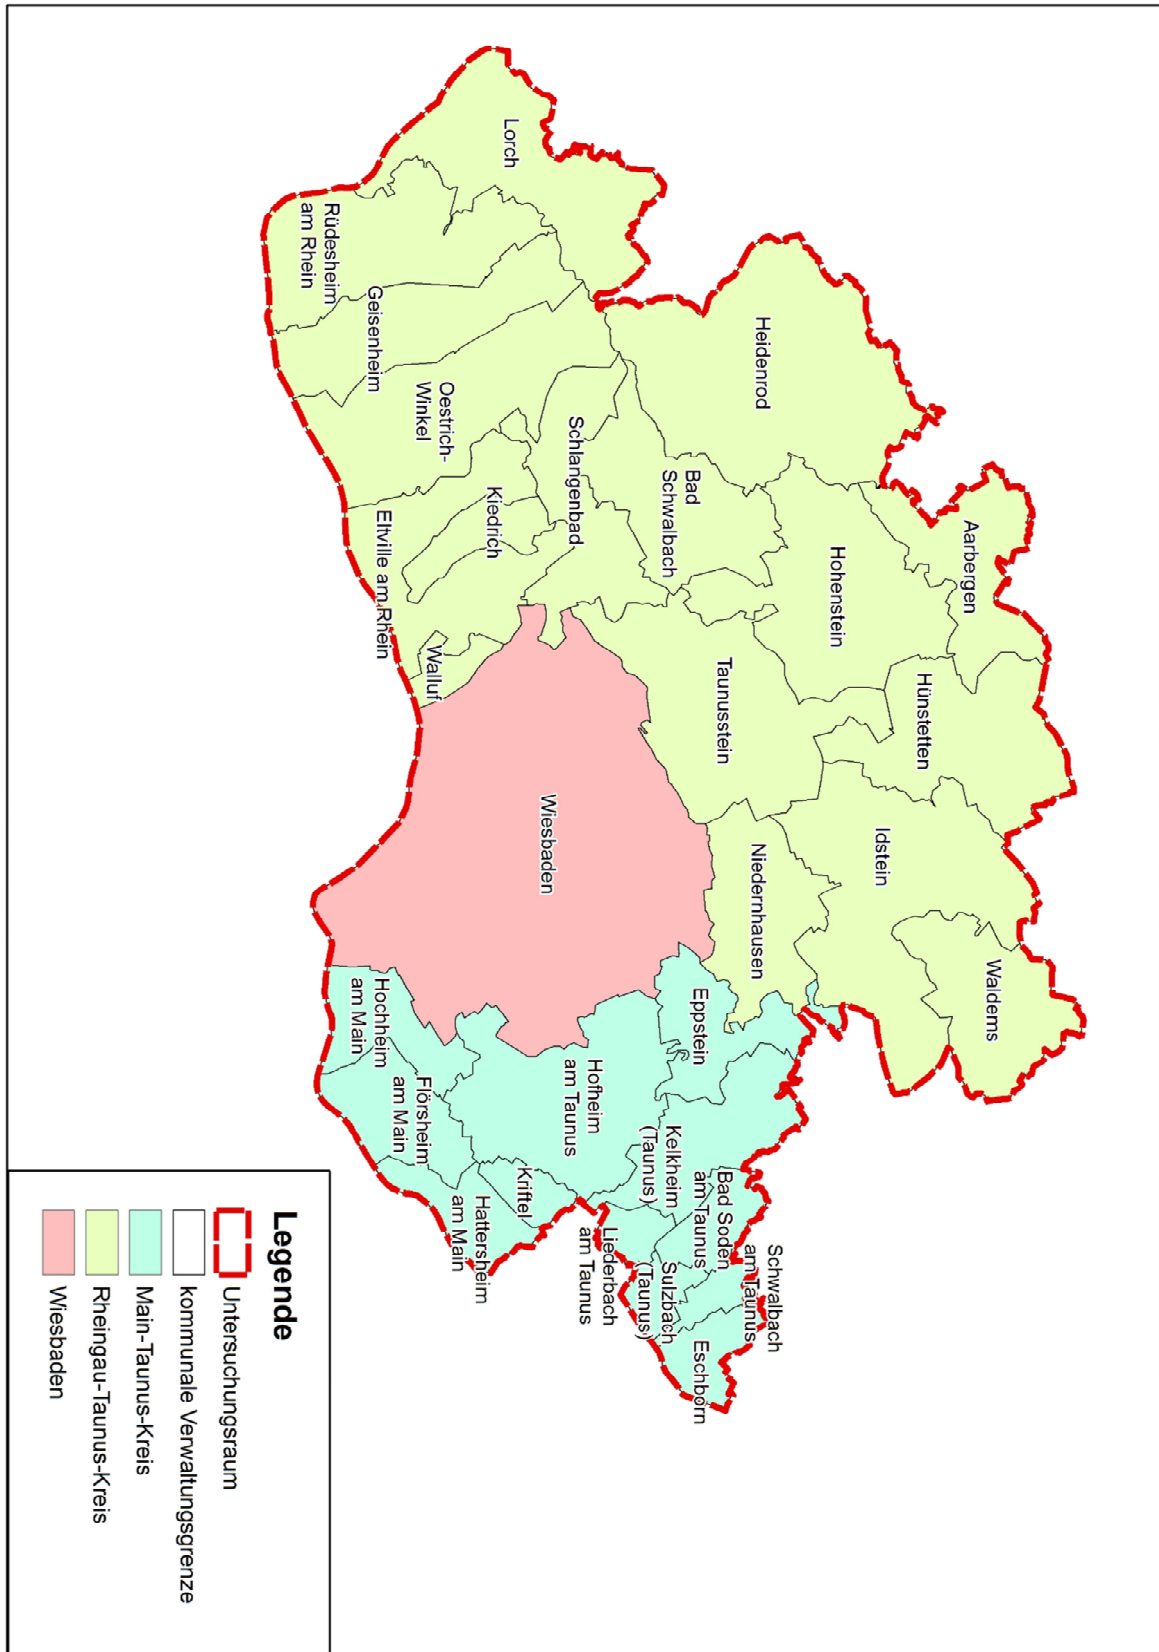 Aarbergen
Heidenrod
Hohenstein
Hünstetten
Waldems
Idstein
Bad
Schwalbach
Taunusstein
Niedernhausen
Lorch
Schlangenbad
Eppstein
Schwalbach
am Taunus
Bad Soden
am Taunus
Eschborn
Kelkheim
(Taunus)
Sulzbach
(Taunus)
Wiesbaden
Hofheim
am Taunus
Liederbach
am Taunus
Kiedrich
Kriftel
Oestrich-
Winkel
Walluf
Hattersheim
am Main
Geisenheim
Eltville am Rhein
Flörsheim
am Main
Rüdesheim
am Rhein
Hochheim
am Main
Legende
Untersuchungsraum
kommunale Verwaltungsgrenze
Main-Taunus-Kreis
Rheingau-Taunus-Kreis
Wiesbaden